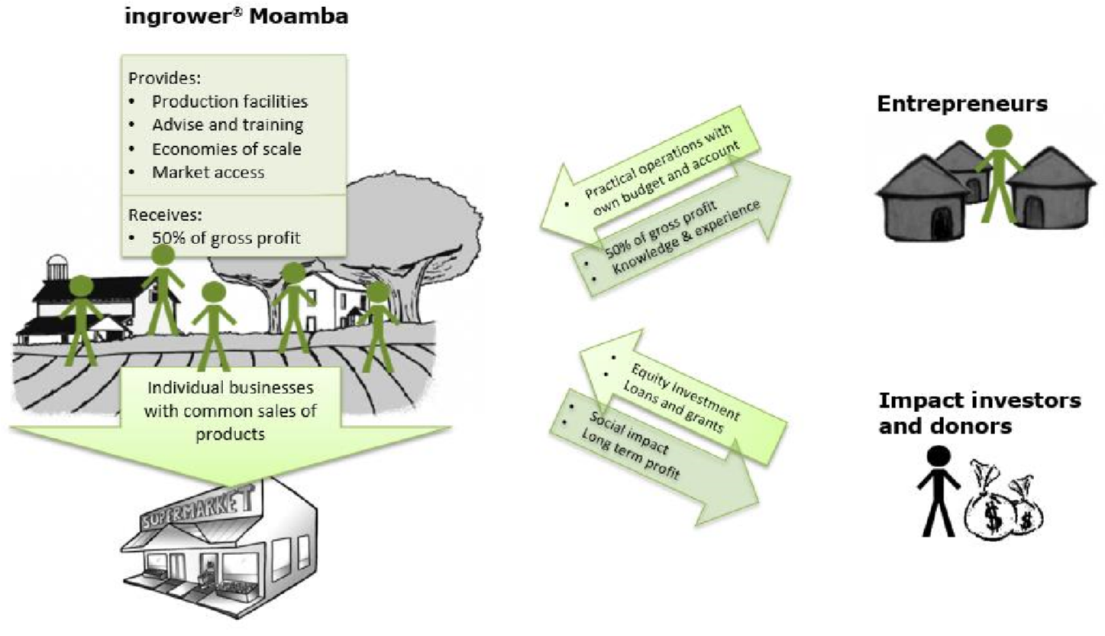 ingrower® Moamba
Provides:
• Production facilities
• Advise and training
• Economies of scale
• Market access
Receives:
• 50% of gross profit
Individual businesses
with common sales of
products
SUPERMARKET
• Practical operations with
own budget and account
• 50% of gross profit
• Knowledge & experience
Entrepreneurs
• Equity Investment
• Loans and grants
• Social impact
• Long term profit
Impact investors
and donors
$
$